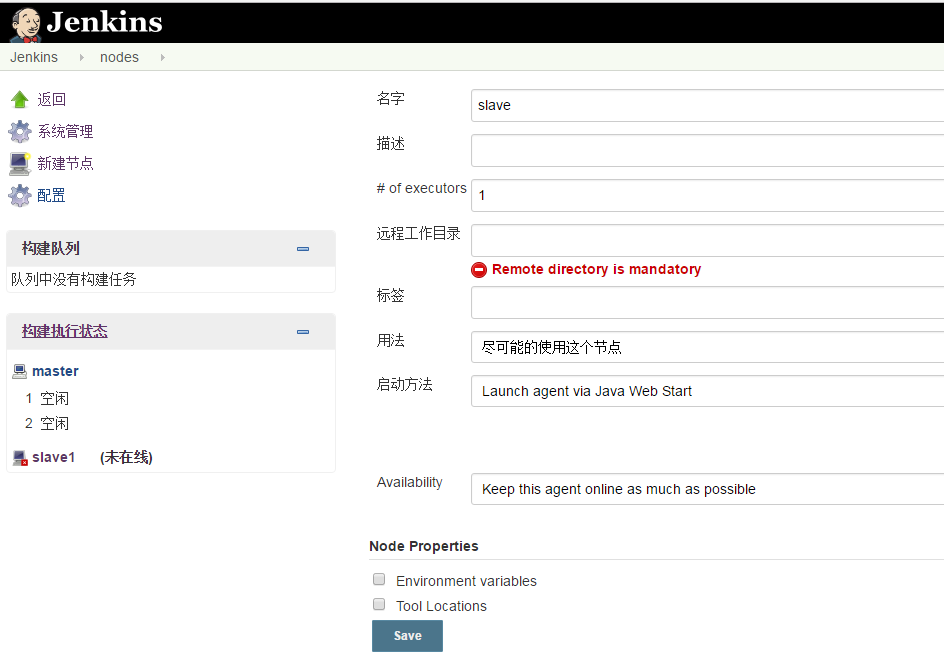 Jenkins
Jenkins
nodes
返回
系统管理
新建节点
配置
构建队列
队列中没有构建任务
构建执行状态
master
1 空闲
2 空闲
slave1 (未在线)
名字
slave
描述
# of executors
1
远程工作目录
Remote directory is mandatory
标签
用法
尽可能的使用这个节点
启动方法
Launch agent via Java Web Start
Availability
Keep this agent online as much as possible
Node Properties
Environment variables
Tool Locations
Save